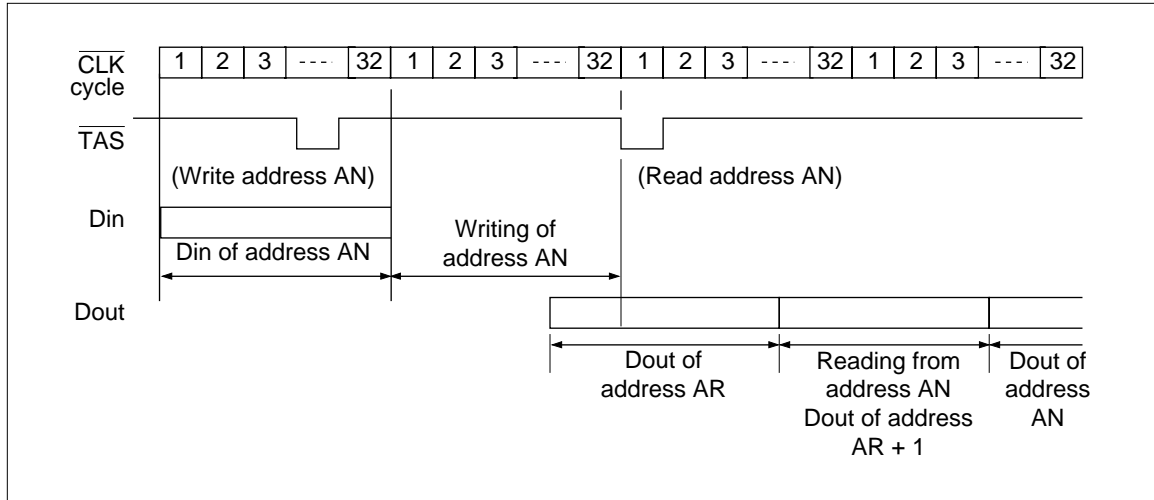 CLK cycle 1 2 3 ---- 32 1 2 3 ---- 32 1 2 3 ---- 32 1 2 3 ---- 32
TAS
(Write address AN) (Read address AN)
Din
Din of address AN
Writing of
address AN
Dout
Dout of
address AR
Reading from
address AN
Dout of address
AR + 1
Dout of
address
AN